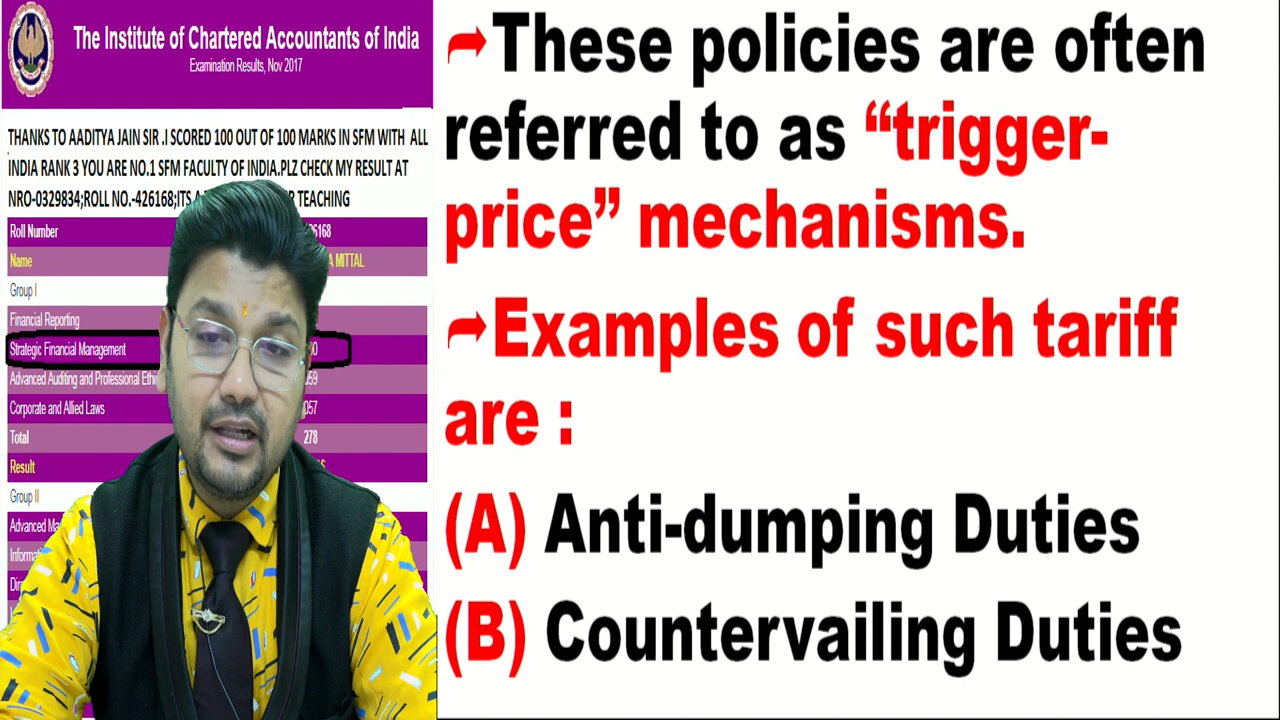 The Institute of Chartered Accountants of India
Examination Results, Nov 2017
THANKS TO AADITYA JAIN SIR .I SCORED 100 OUT OF 100 MARKS IN SFM WITH ALL
INDIA RANK 3 YOU ARE NO.1 SFM FACULTY OF INDIA.PLZ CHECK MY RESULT AT
NRO-0329834;ROLL NO.-426168;ITS TEACHING
Roll Number
Name MITTAL
Group I
Financial Reporting
Strategic Financial Management
Advanced Auditing and Professional
Corporate and Allied Laws 057
Total 278
Result
Group II
Advanced
➦These policies are often
referred to as “trigger-
price” mechanisms.
➦Examples of such tariff
are :
(A) Anti-dumping Duties
(B) Countervailing Duties